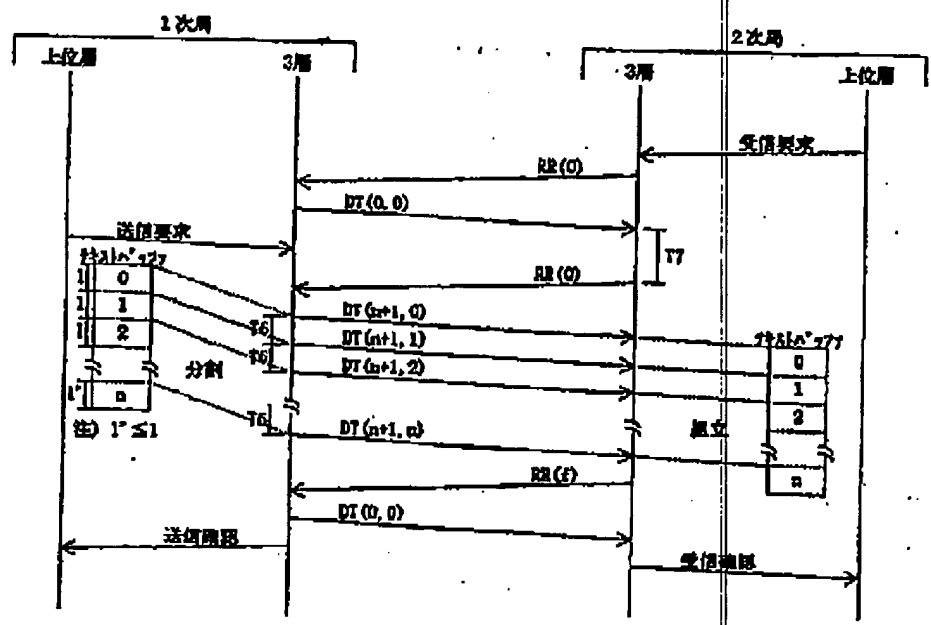 1次局
2次局
上位層
3層
3層
上位層
受信要求
RR(0)
DT(0,0)
送信要求
T7
テキストバッファ
RR(0)
l
0
DT(n+1,0)
l
1
T6
DT(n+1,1)
テキストバッファ
l
2
T6
DT(n+1,2)
0
分割
1
l'
n
T6
2
注) l'≦l
DT(n+1,n)
組立
RR(f)
n
DT(0,0)
送信確認
受信確認